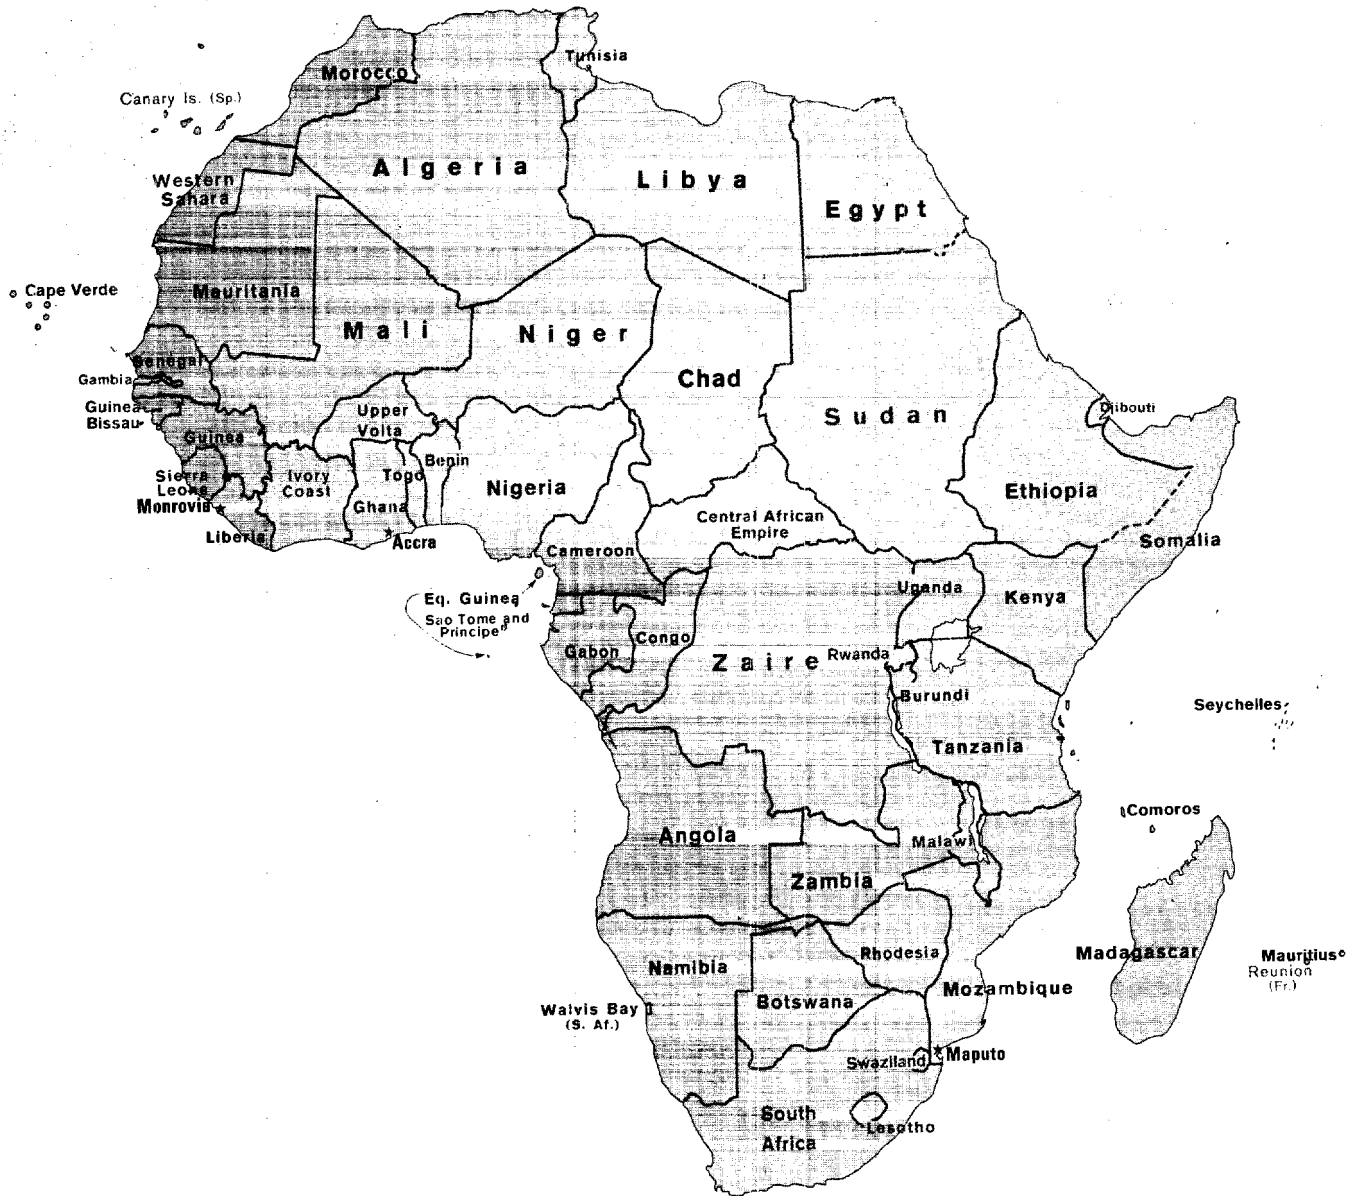 Tunisia
Morocco
Canary Is. (Sp.)
Algeria
Libya
Western
Sahara
Egypt
Cape Verde
Mauritania
Mali
Niger
Senegal
Chad
Gambia
Guinea
Bissau
Upper
Volta
Sudan
Djibouti
Guinea
Benin
Togo
Sierra
Leone
Ivory
Coast
Nigeria
Ethiopia
Monrovia
Ghana
Central African
Empire
Liberia
Accra
Somalia
Cameroon
Uganda
Kenya
Eq. Guinea
Sao Tome and
Principe
Congo
Gabon
Zaire
Rwanda
Burundi
Seychelles
Tanzania
Comoros
Angola
Malawi
Zambia
Madagascar
Rhodesia
Mauritius
Reunion
(Fr.)
Namibia
Mozambique
Botswana
Walvis Bay
(S. Af.)
Maputo
Swaziland
South
Africa
Lesotho